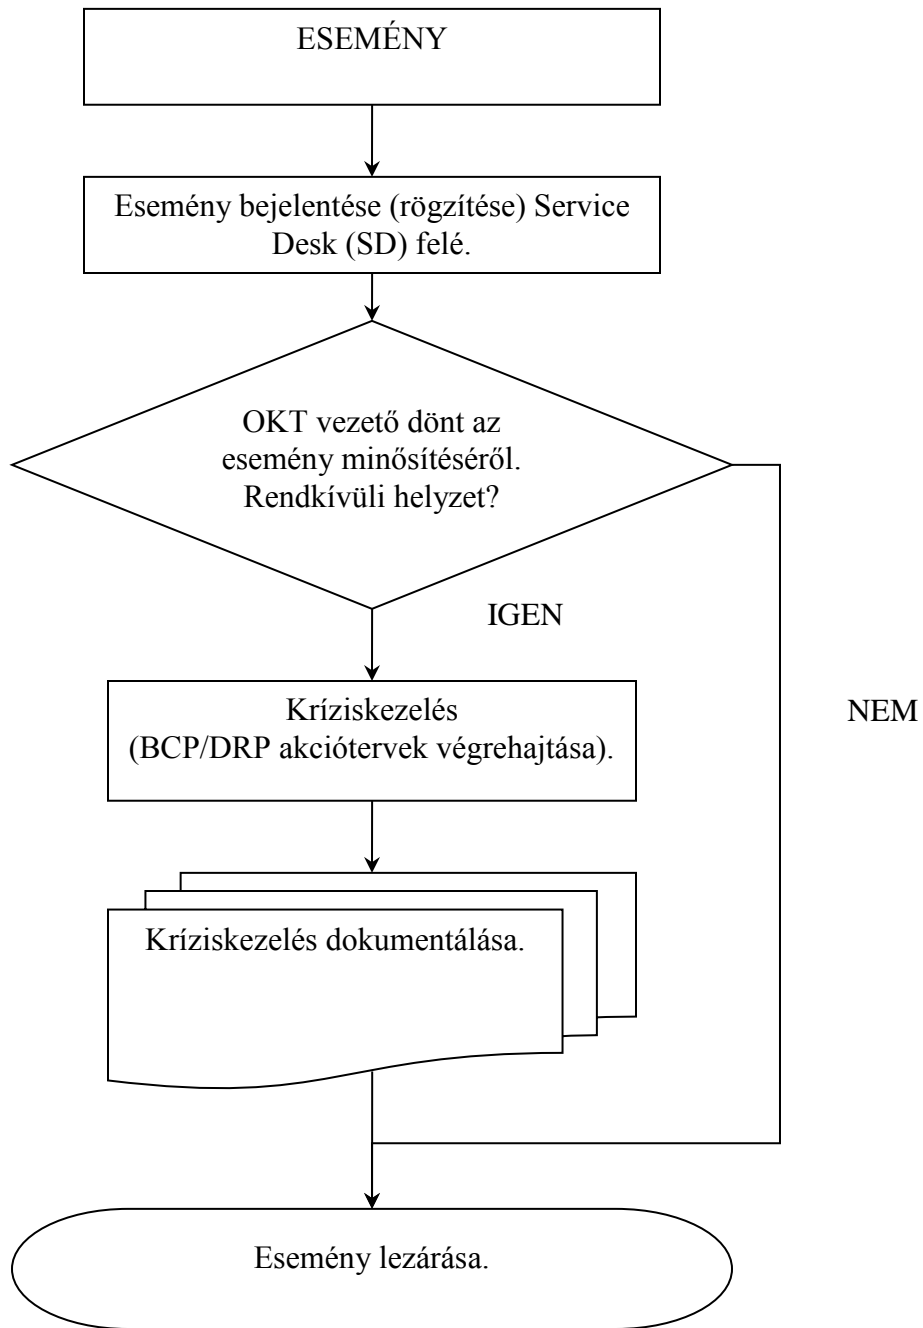 ESEMÉNY
Esemény bejelentése (rögzítése) Service
Desk (SD) felé.
OKT vezető dönt az
esemény minősítéséről.
Rendkívüli helyzet?
IGEN
NEM
Kríziskezelés
(BCP/DRP akciótervek végrehajtása).
Kríziskezelés dokumentálása.
Esemény lezárása.